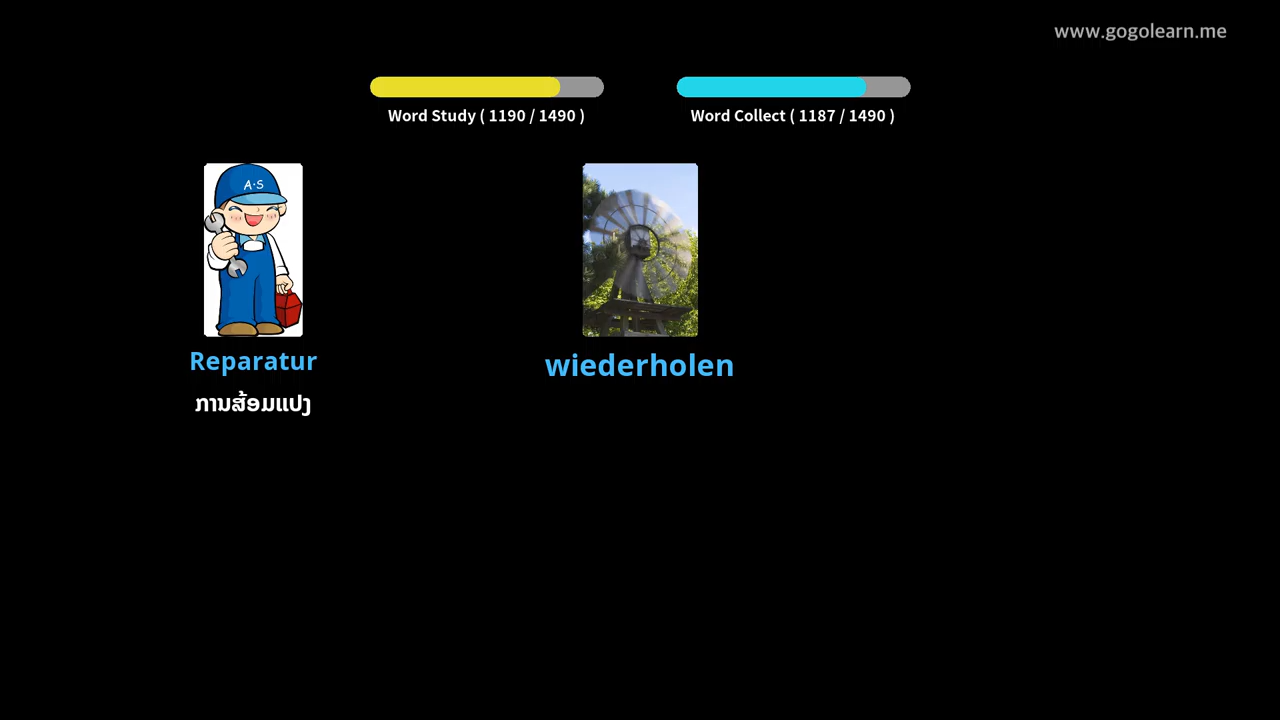 www.gogolearn.me
Word Study ( 1190 / 1490 )
Word Collect ( 1187 / 1490 )
A·S
Reparatur
ການສ້ອມແປງ
wiederholen